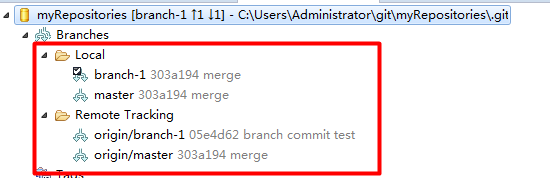 myRepositories [branch-1 ↑1 ↓1] - C:\Users\Administrator\git\myRepositories\.git
Branches
Local
branch-1 303a194 merge
master 303a194 merge
Remote Tracking
origin/branch-1 05e4d62 branch commit test
origin/master 303a194 merge
Tags